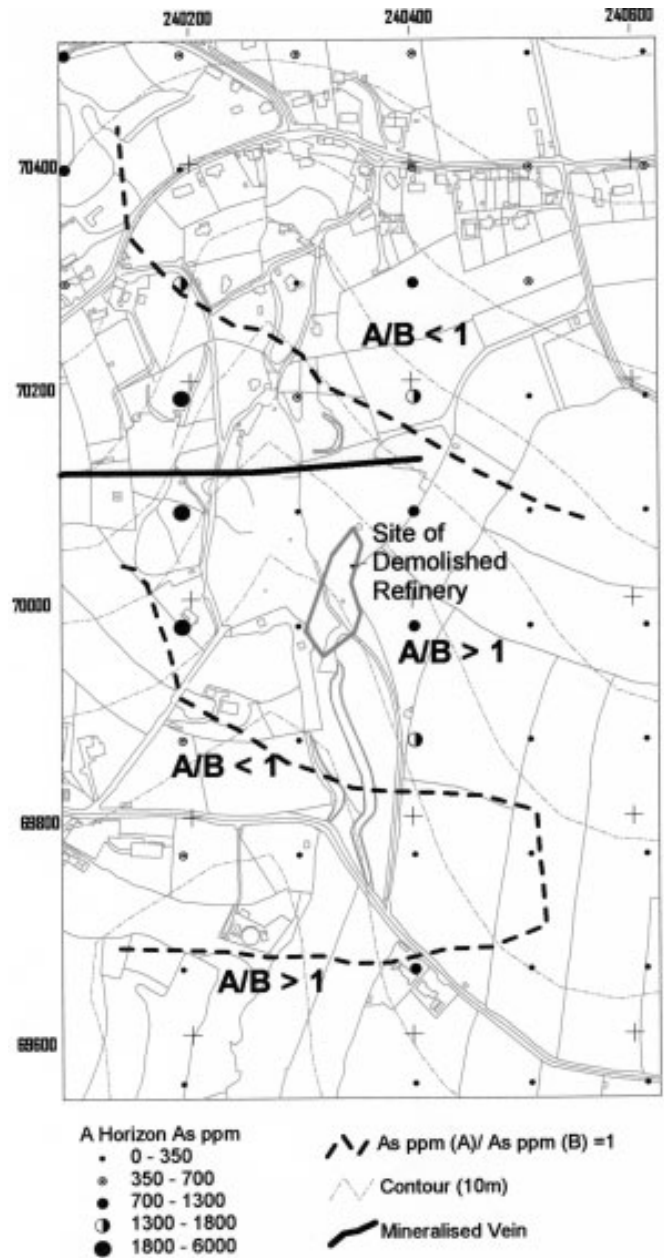 240200 240400 240600
70400
A/B < 1
70200
Site of
Demolished
Refinery
70000
A/B > 1
A/B < 1
69800
A/B > 1
69600
A Horizon As ppm
0 - 350
350 - 700
700 - 1300
1300 - 1800
1800 - 6000
As ppm (A)/ As ppm (B) =1
Contour (10m)
Mineralised Vein